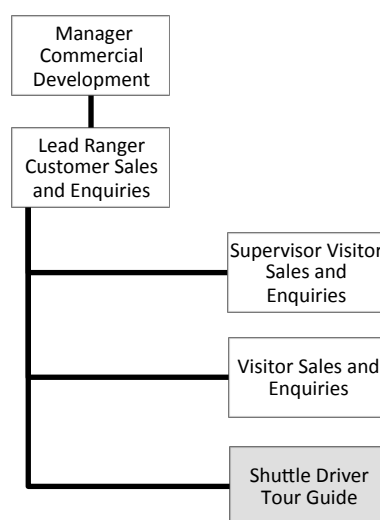 Manager
Commercial
Development
Lead Ranger
Customer Sales
and Enquiries
Supervisor Visitor
Sales and
Enquiries
Visitor Sales and
Enquiries
Shuttle Driver
Tour Guide